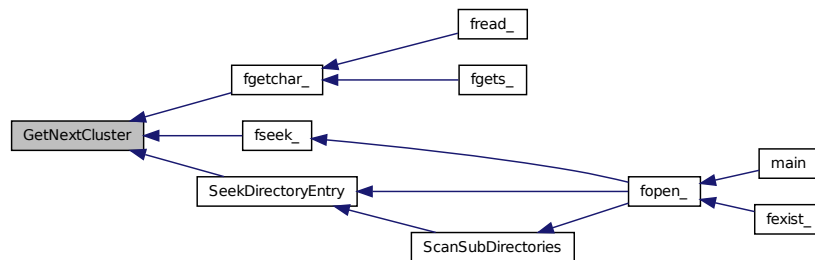 fread_
fgetchar_
fgets_
GetNextCluster
fseek_
main
SeekDirectoryEntry
fopen_
fexist_
ScanSubDirectories